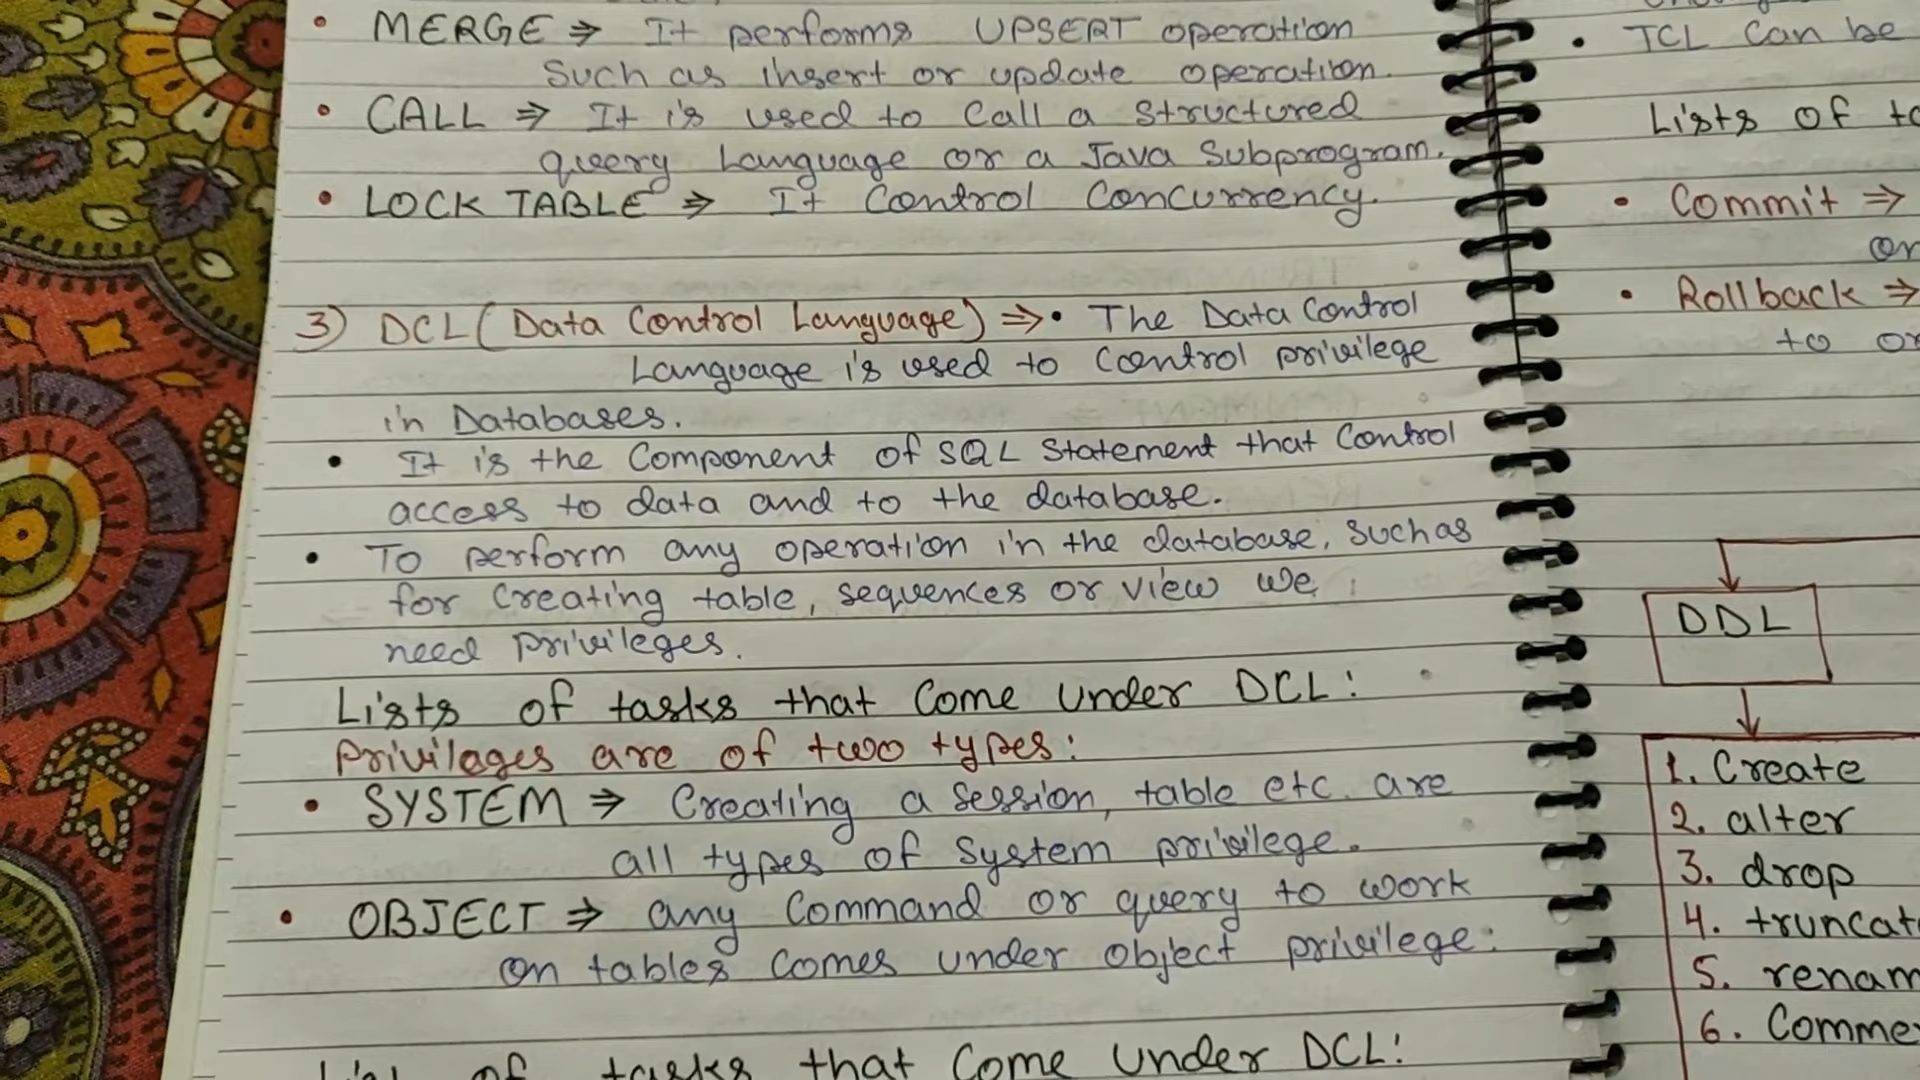 • MERGE ⇒ It performs UPSERT operation
such as insert or update operation.
• CALL ⇒ It is used to call a structured
query Language or a Java Subprogram.
• LOCK TABLE ⇒ It Control Concurrency.
3) DCL (Data Control Language) ⇒ • The Data Control
Language is used to control privilege
in Databases.
• It is the Component of SQL Statement that Control
access to data and to the database.
• To perform any operation in the database, such as
for creating table, sequences or view we
need privileges.
Lists of tasks that come under DCL:
Privilages are of two types:
• SYSTEM ⇒ Creating a session, table etc. are
all types of System privilege.
• OBJECT ⇒ any Command or query to work
on tables comes under object privilege.
of tasks that come under DCL:
• TCL Can be
Lists of
• Commit ⇒
• Rollback ⇒
to
DDL
1. Create
2. alter
3. drop
4. truncat
5. renam
6. Comme